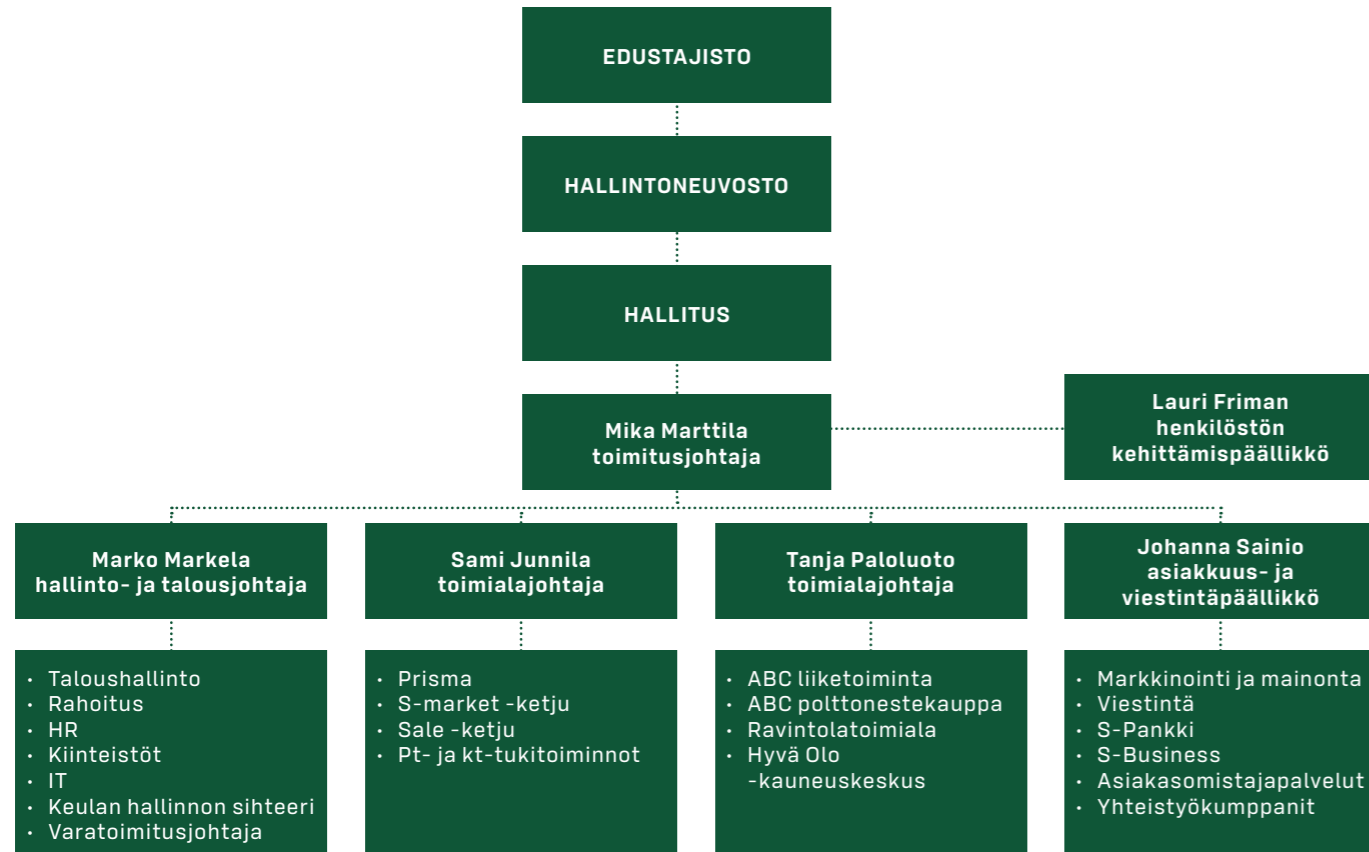 EDUSTAJISTO
HALLINTONEUVOSTO
HALLITUS
Mika Marttila
toimitusjohtaja
Lauri Friman
henkilöstön
kehittämispäällikkö
Marko Markela
hallinto- ja talousjohtaja
• Taloushallinto
• Rahoitus
• HR
• Kiinteistöt
• IT
• Keulan hallinnon sihteeri
• Varatoimitusjohtaja
Sami Junnila
toimialajohtaja
• Prisma
• S-market -ketju
• Sale -ketju
• Pt- ja kt-tukitoiminnot
Tanja Paloluoto
toimialajohtaja
• ABC liiketoiminta
• ABC polttonestekauppa
• Ravintolatoimiala
• Hyvä Olo
-kauneuskeskus
Johanna Sainio
asiakkuus- ja
viestintäpäällikkö
• Markkinointi ja mainonta
• Viestintä
• S-Pankki
• S-Business
• Asiakasomistajapalvelut
• Yhteistyökumppanit